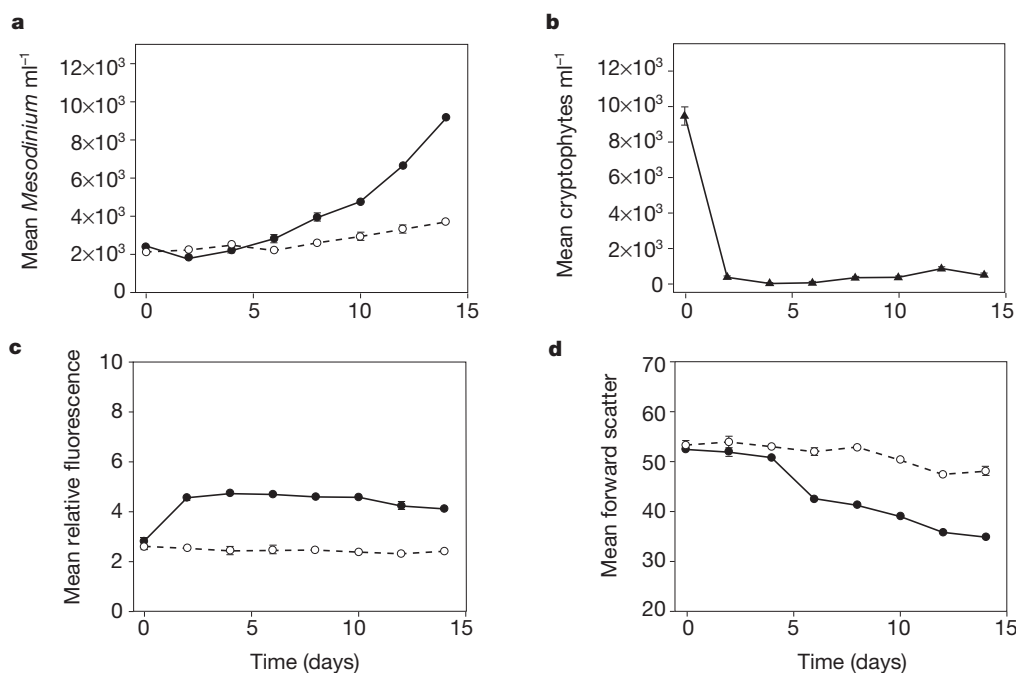 a
Mean Mesodinium ml⁻¹
12×10³
10×10³
8×10³
6×10³
4×10³
2×10³
0
0 5 10 15
b
Mean cryptophytes ml⁻¹
12×10³
10×10³
8×10³
6×10³
4×10³
2×10³
0
0 5 10 15
c
Mean relative fluorescence
10
8
6
4
2
0
0 5 10 15
Time (days)
d
Mean forward scatter
70
60
50
40
30
20
0 5 10 15
Time (days)